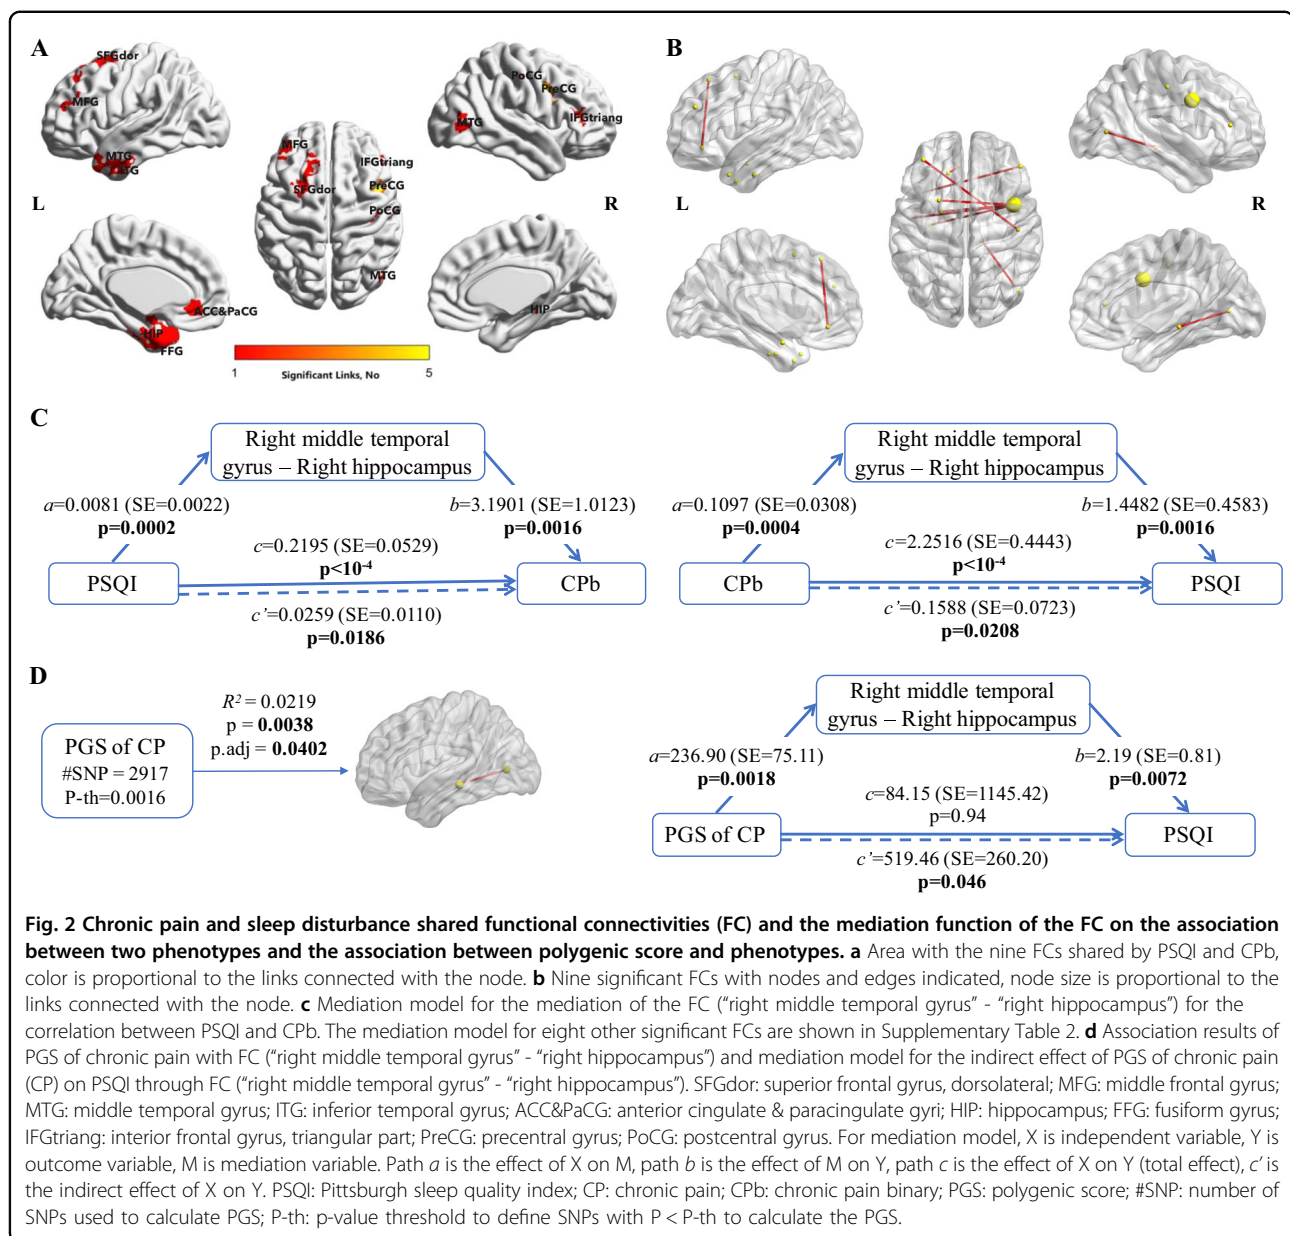 A
SFGdor
MFG
MTG
ITG
PoCG
PreCG
IFGtriang
MTG
MFG
SFGdor
IFGtriang
PreCG
PoCG
MTG
L
R
ACC&PaCG
HIP
FFG
HIP
1
5
Significant Links, No
B
L
R
C
Right middle temporal
gyrus – Right hippocampus
a=0.0081 (SE=0.0022)
p=0.0002
b=3.1901 (SE=1.0123)
p=0.0016
c=0.2195 (SE=0.0529)
p<10-4
PSQI
CPb
c’=0.0259 (SE=0.0110)
p=0.0186
Right middle temporal
gyrus – Right hippocampus
a=0.1097 (SE=0.0308)
p=0.0004
b=1.4482 (SE=0.4583)
p=0.0016
c=2.2516 (SE=0.4443)
p<10-4
CPb
PSQI
c’=0.1588 (SE=0.0723)
p=0.0208
D
PGS of CP
#SNP = 2917
P-th=0.0016
R2 = 0.0219
p = 0.0038
p.adj = 0.0402
Right middle temporal
gyrus – Right hippocampus
a=236.90 (SE=75.11)
p=0.0018
b=2.19 (SE=0.81)
p=0.0072
c=84.15 (SE=1145.42)
p=0.94
PGS of CP
PSQI
c’=519.46 (SE=260.20)
p=0.046
Fig. 2 Chronic pain and sleep disturbance shared functional connectivities (FC) and the mediation function of the FC on the association
between two phenotypes and the association between polygenic score and phenotypes. a Area with the nine FCs shared by PSQI and CPb,
color is proportional to the links connected with the node. b Nine significant FCs with nodes and edges indicated, node size is proportional to the
links connected with the node. c Mediation model for the mediation of the FC (“right middle temporal gyrus” - “right hippocampus”) for the
correlation between PSQI and CPb. The mediation model for eight other significant FCs are shown in Supplementary Table 2. d Association results of
PGS of chronic pain with FC (“right middle temporal gyrus” - “right hippocampus”) and mediation model for the indirect effect of PGS of chronic pain
(CP) on PSQI through FC (“right middle temporal gyrus” - “right hippocampus”). SFGdor: superior frontal gyrus, dorsolateral; MFG: middle frontal gyrus;
MTG: middle temporal gyrus; ITG: inferior temporal gyrus; ACC&PaCG: anterior cingulate & paracingulate gyri; HIP: hippocampus; FFG: fusiform gyrus;
IFGtriang: interior frontal gyrus, triangular part; PreCG: precentral gyrus; PoCG: postcentral gyrus. For mediation model, X is independent variable, Y is
outcome variable, M is mediation variable. Path a is the effect of X on M, path b is the effect of M on Y, path c is the effect of X on Y (total effect), c’ is
the indirect effect of X on Y. PSQI: Pittsburgh sleep quality index; CP: chronic pain; CPb: chronic pain binary; PGS: polygenic score; #SNP: number of
SNPs used to calculate PGS; P-th: p-value threshold to define SNPs with P < P-th to calculate the PGS.